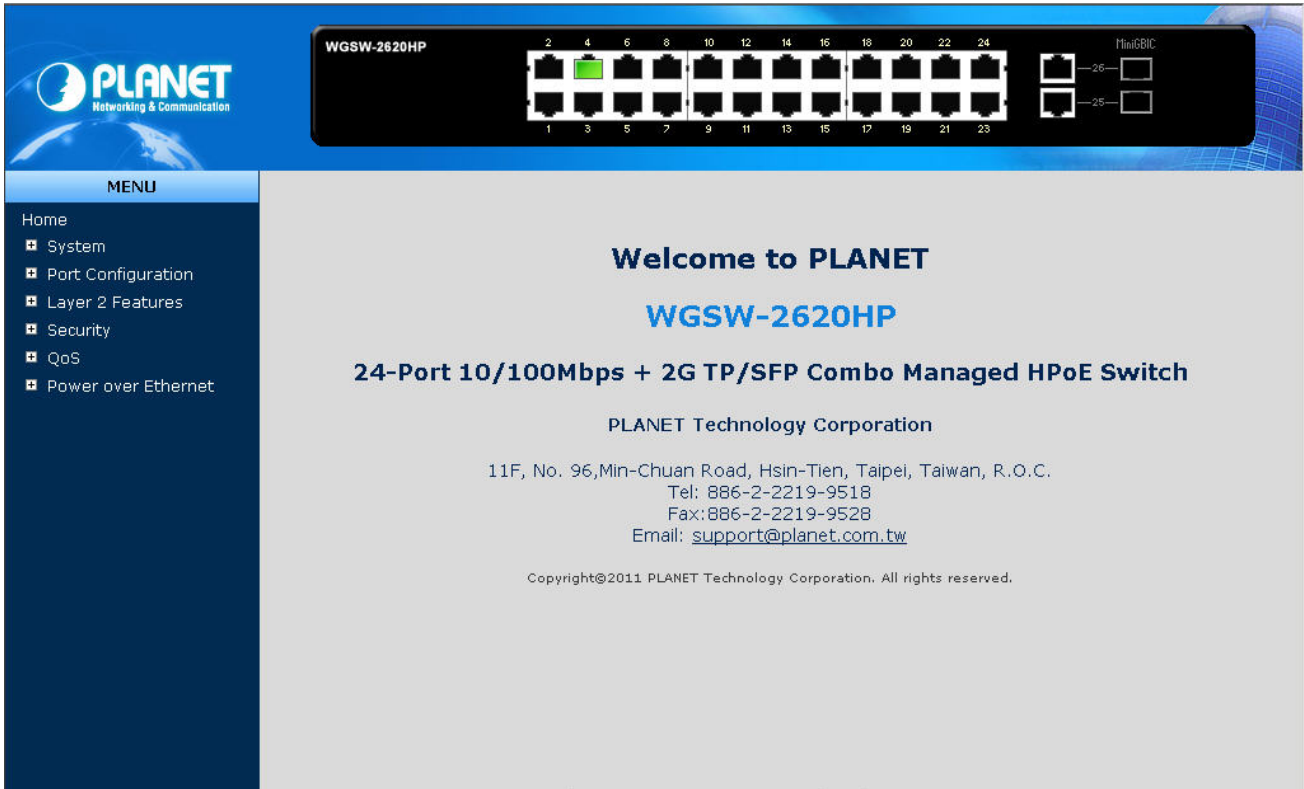 WGSW-2620HP
2 4 6 8 10 12 14 16 18 20 22 24
MiniGBIC
26
25
1 3 5 7 9 11 13 15 17 19 21 23
PLANET
Networking & Communication
MENU
Home
System
Port Configuration
Layer 2 Features
Security
QoS
Power over Ethernet
Welcome to PLANET
WGSW-2620HP
24-Port 10/100Mbps + 2G TP/SFP Combo Managed HPoE Switch
PLANET Technology Corporation
11F, No. 96,Min-Chuan Road, Hsin-Tien, Taipei, Taiwan, R.O.C.
Tel: 886-2-2219-9518
Fax:886-2-2219-9528
Email: support@planet.com.tw
Copyright©2011 PLANET Technology Corporation. All rights reserved.